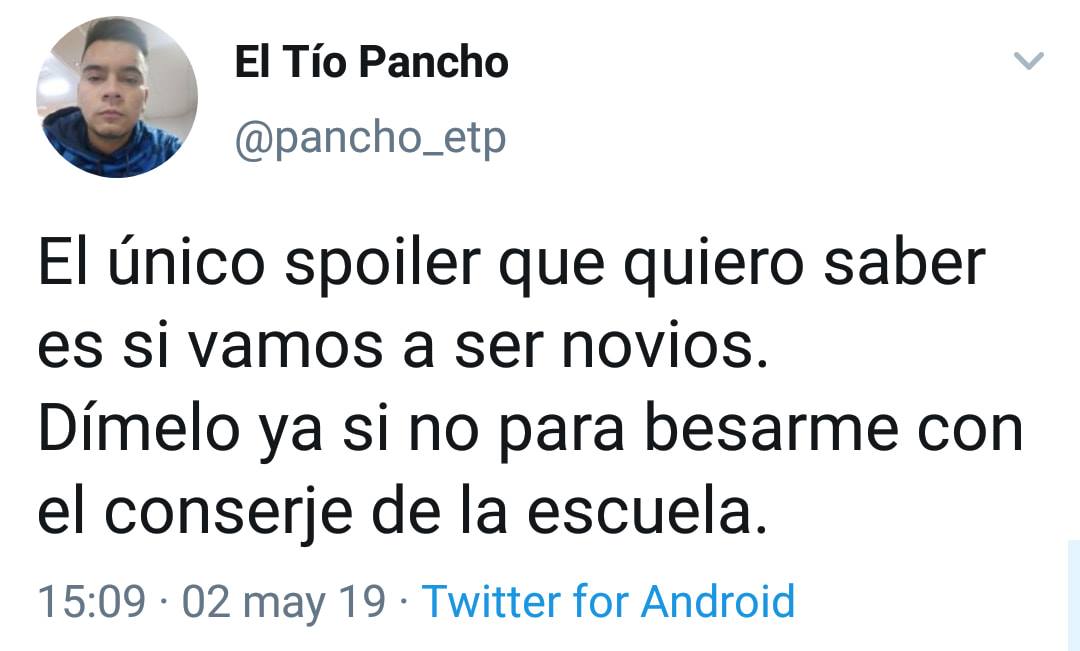 El Tío Pancho
@pancho_etp
El único spoiler que quiero saber
es si vamos a ser novios.
Dímelo ya si no para besarme con
el conserje de la escuela.
15:09 · 02 may 19 · Twitter for Android